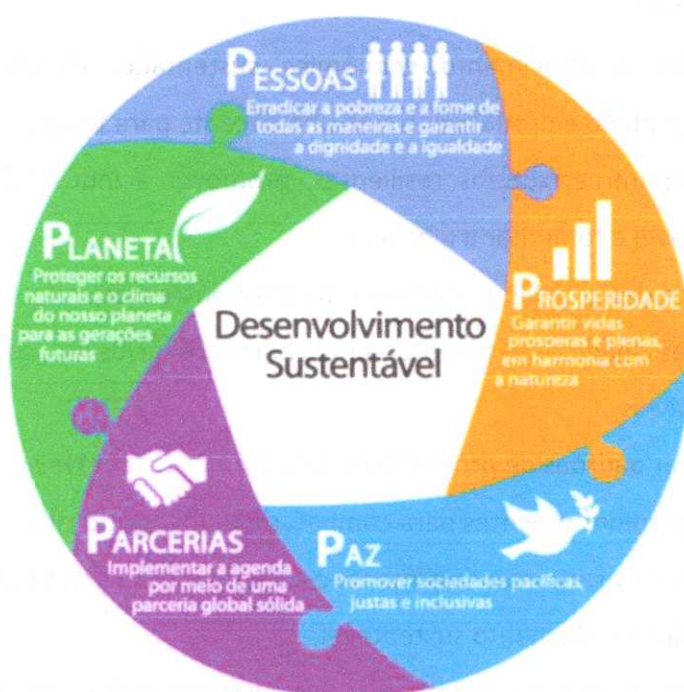 PESSOAS
Erradicar a pobreza e a fome de
todas as maneiras e garantir
a dignidade e a igualdade
PROSPERIDADE
Garantir vidas
prosperas e plenas,
em harmonia com
a natureza
PAZ
Promover sociedades pacíficas,
justas e inclusivas
PARCERIAS
Implementar a agenda
por meio de uma
parceria global sólida
PLANETA
Proteger os recursos
naturais e o clima
do nosso planeta
para as gerações
futuras
Desenvolvimento
Sustentável